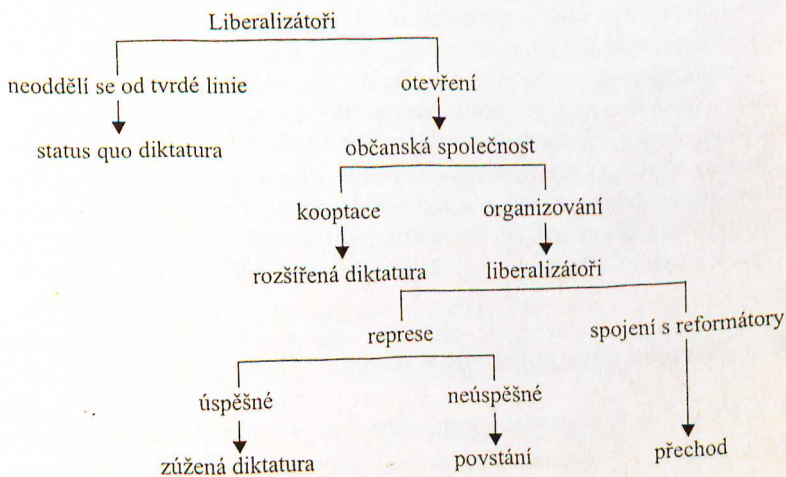 Liberalizátoři
neoddělí se od tvrdé linie otevření
status quo diktatura občanská společnost
kooptace organizování
rozšířená diktatura liberalizátoři
represe spojení s reformátory
úspěšné neúspěšné
zúžená diktatura povstání přechod